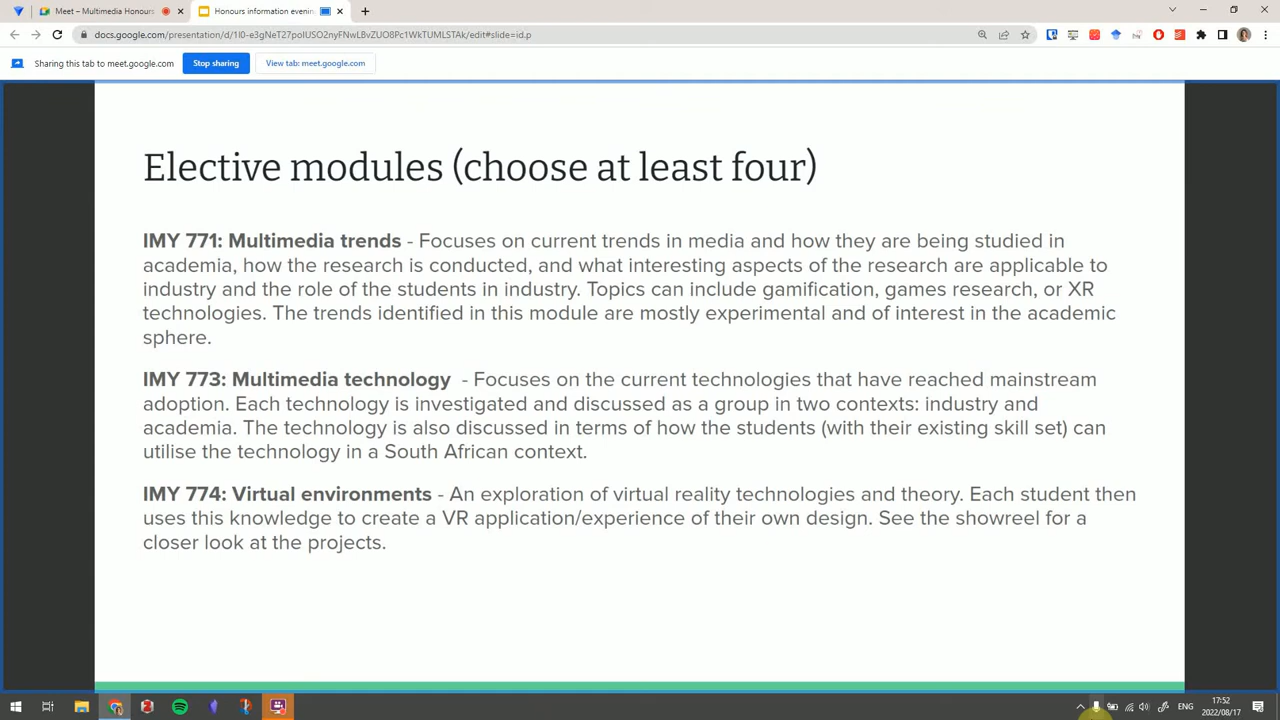 Meet – Multimedia Honours
Honours information evenin
docs.google.com/presentation/d/1I0-e3gNeT27poIUSO2nyFNwLBvZUO8Pc1WkTUMLSTAk/edit#slide=id.p
Sharing this tab to meet.google.com
Stop sharing
View tab: meet.google.com
Elective modules (choose at least four)
IMY 771: Multimedia trends - Focuses on current trends in media and how they are being studied in
academia, how the research is conducted, and what interesting aspects of the research are applicable to
industry and the role of the students in industry. Topics can include gamification, games research, or XR
technologies. The trends identified in this module are mostly experimental and of interest in the academic
sphere.
IMY 773: Multimedia technology - Focuses on the current technologies that have reached mainstream
adoption. Each technology is investigated and discussed as a group in two contexts: industry and
academia. The technology is also discussed in terms of how the students (with their existing skill set) can
utilise the technology in a South African context.
IMY 774: Virtual environments - An exploration of virtual reality technologies and theory. Each student then
uses this knowledge to create a VR application/experience of their own design. See the showreel for a
closer look at the projects.
ENG
17:52
2022/08/17